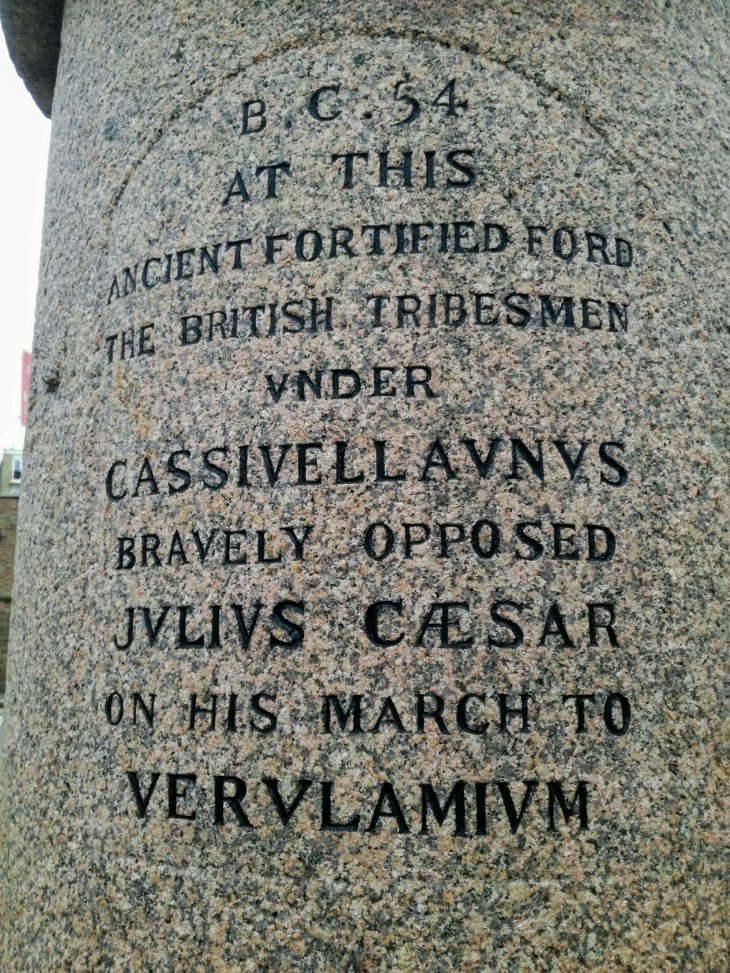 B.C.54
AT THIS
ANCIENT FORTIFIED FORD
THE BRITISH TRIBESMEN
VNDER
CASSIVELLAVNVS
BRAVELY OPPOSED
JVLIVS CÆSAR
ON HIS MARCH TO
VERVLAMIVM